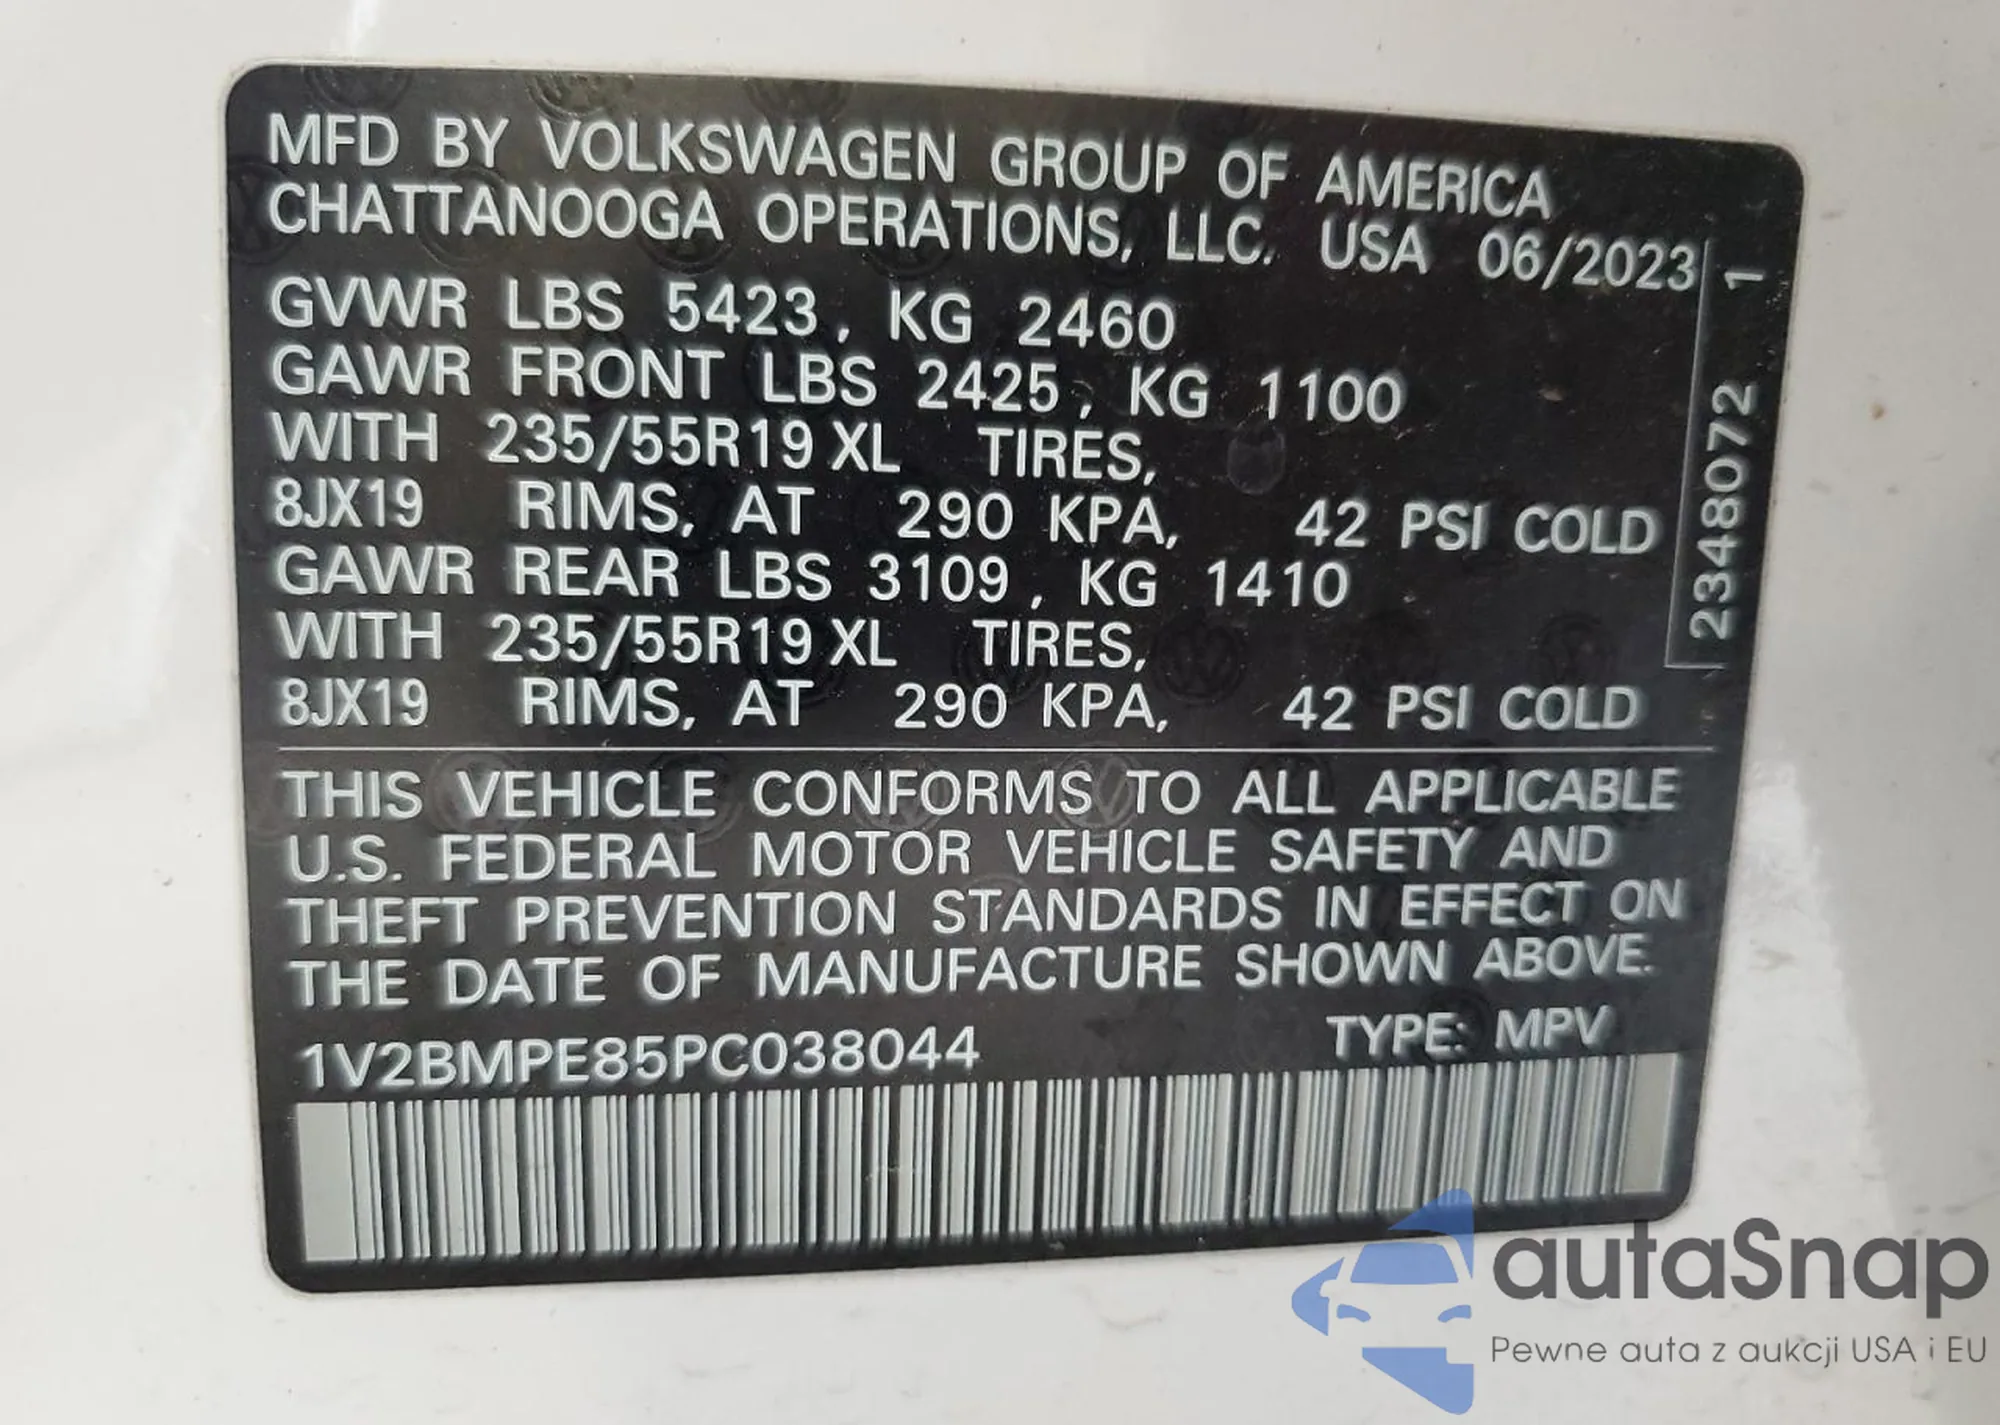 MFD BY VOLKSWAGEN GROUP OF AMERICA
CHATTANOOGA OPERATIONS, LLC. USA 06/2023
GVWR LBS 5423, KG 2460
GAWR FRONT LBS 2425, KG 1100
WITH 235/55R19 XL TIRES,
8JX19 RIMS, AT 290 KPA, 42 PSI COLD
GAWR REAR LBS 3109, KG 1410
WITH 235/55R19 XL TIRES,
8JX19 RIMS, AT 290 KPA, 42 PSI COLD
2348072 1
THIS VEHICLE CONFORMS TO ALL APPLICABLE
U.S. FEDERAL MOTOR VEHICLE SAFETY AND
THEFT PREVENTION STANDARDS IN EFFECT ON
THE DATE OF MANUFACTURE SHOWN ABOVE.
1V2BMPE85PC038044 TYPE: MPV
autaSnap
Pewne auta z aukcji USA i EU